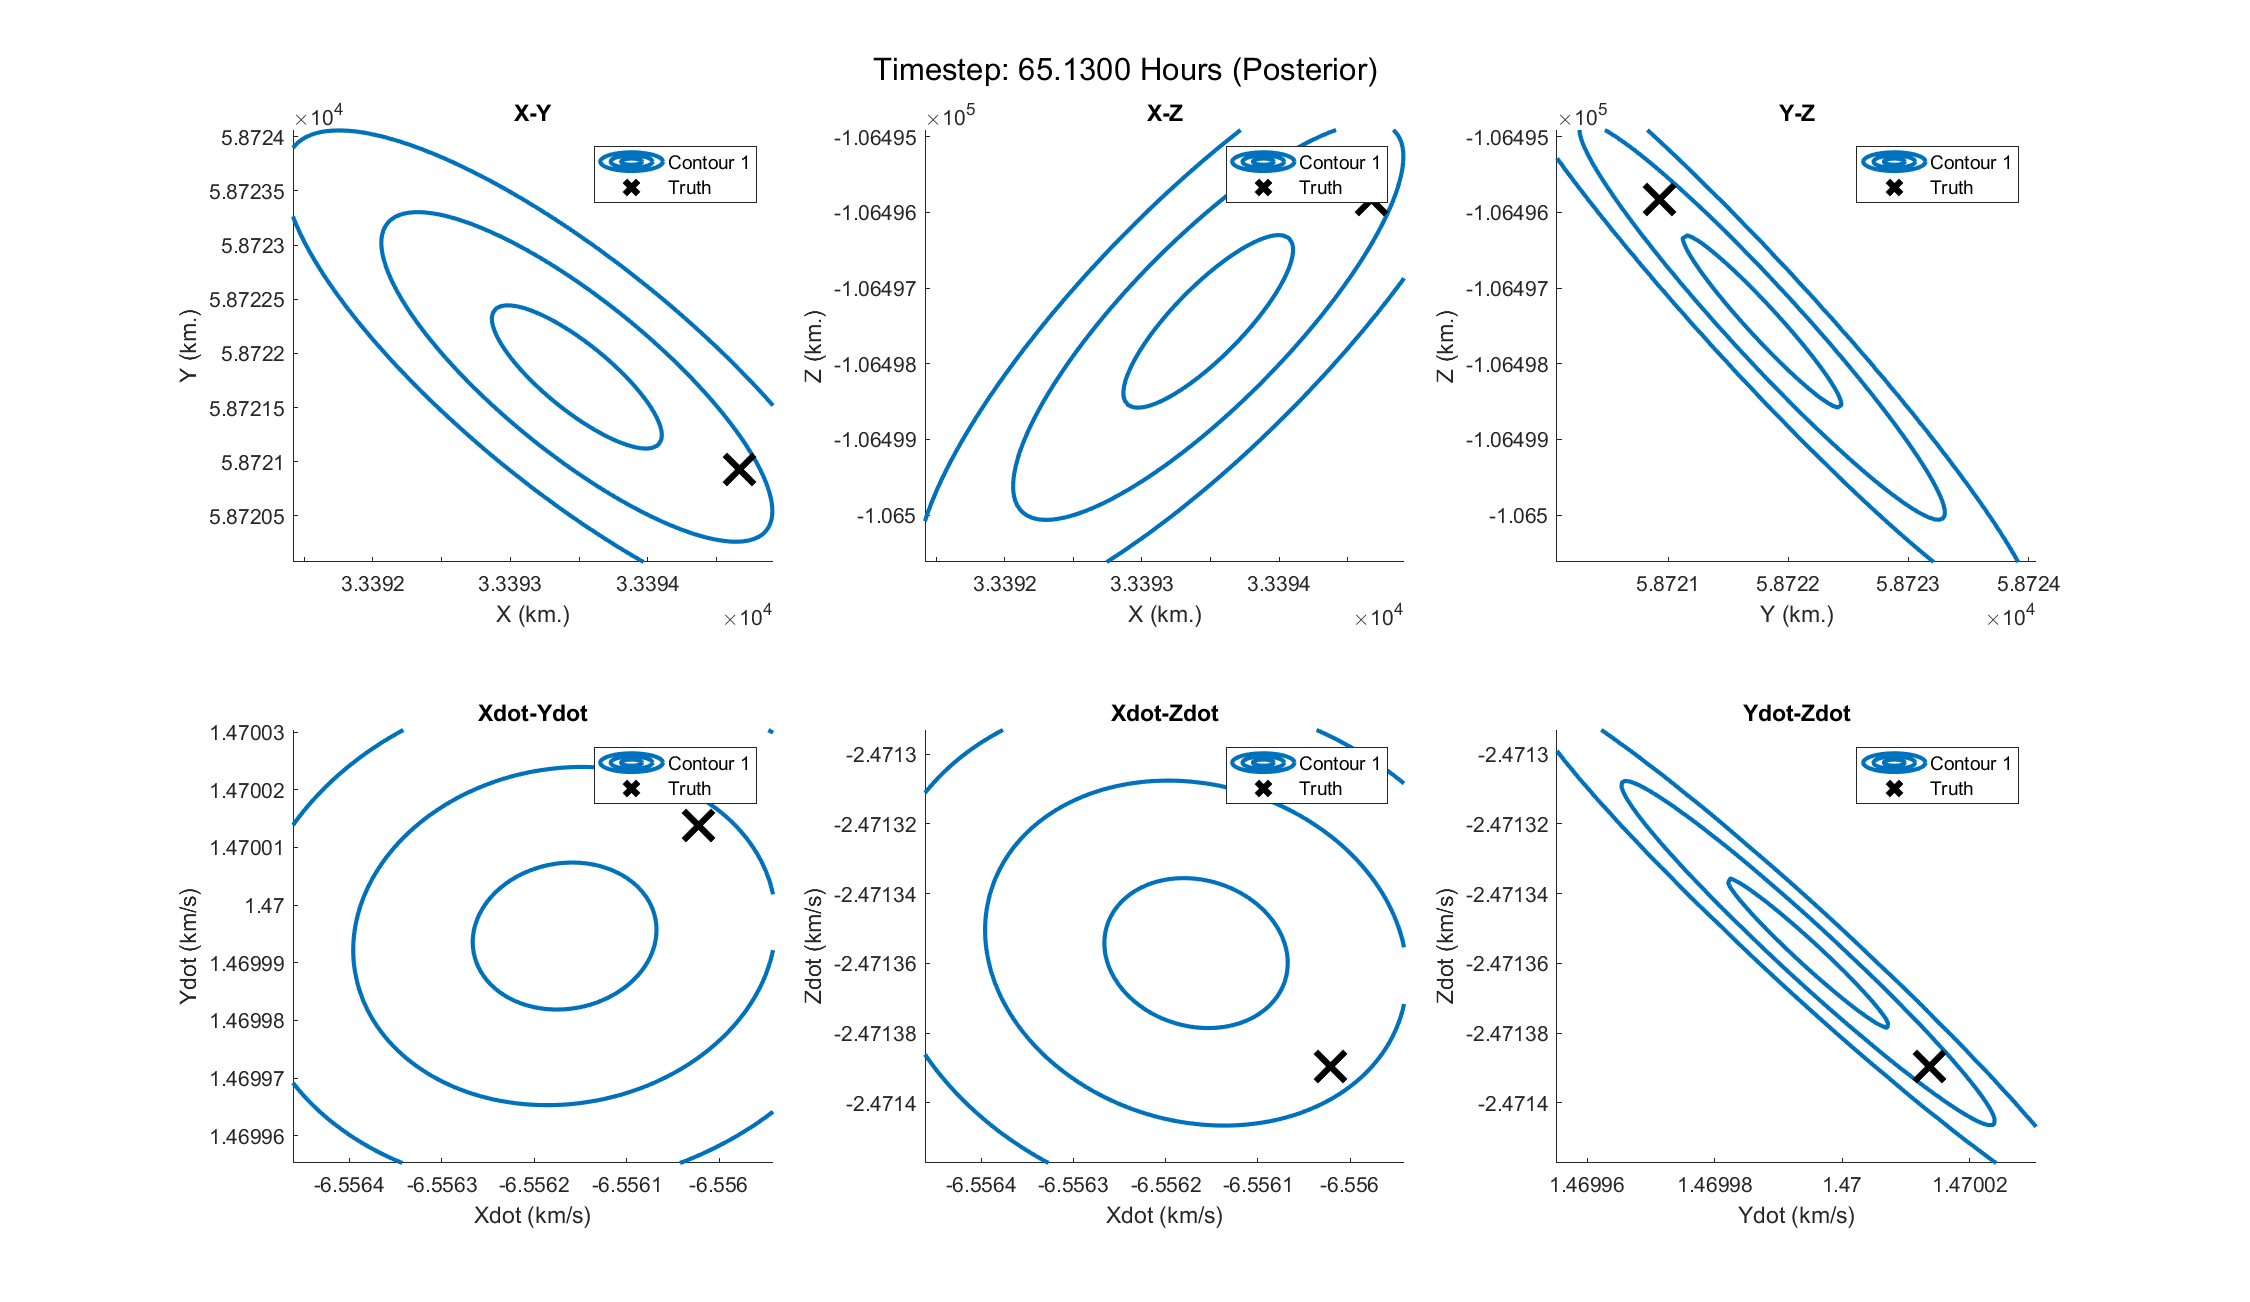 Timestep: 65.1300 Hours (Posterior)
X-Y
×10^4
5.8724
5.87235
5.8723
5.87225
5.8722
5.87215
5.8721
5.87205
Y (km.)
3.3392 3.3393 3.3394
X (km.)
×10^4
Contour 1
Truth
X-Z
×10^5
-1.06495
-1.06496
-1.06497
-1.06498
-1.06499
-1.065
Z (km.)
3.3392 3.3393 3.3394
X (km.)
×10^4
Contour 1
Truth
Y-Z
×10^5
-1.06495
-1.06496
-1.06497
-1.06498
-1.06499
-1.065
Z (km.)
5.8721 5.8722 5.8723 5.8724
Y (km.)
×10^4
Contour 1
Truth
Xdot-Ydot
1.47003
1.47002
1.47001
1.47
1.46999
1.46998
1.46997
1.46996
Ydot (km/s)
-6.5564 -6.5563 -6.5562 -6.5561 -6.556
Xdot (km/s)
Contour 1
Truth
Xdot-Zdot
-2.4713
-2.47132
-2.47134
-2.47136
-2.47138
-2.4714
Zdot (km/s)
-6.5564 -6.5563 -6.5562 -6.5561 -6.556
Xdot (km/s)
Contour 1
Truth
Ydot-Zdot
-2.4713
-2.47132
-2.47134
-2.47136
-2.47138
-2.4714
Zdot (km/s)
1.46996 1.46998 1.47 1.47002
Ydot (km/s)
Contour 1
Truth